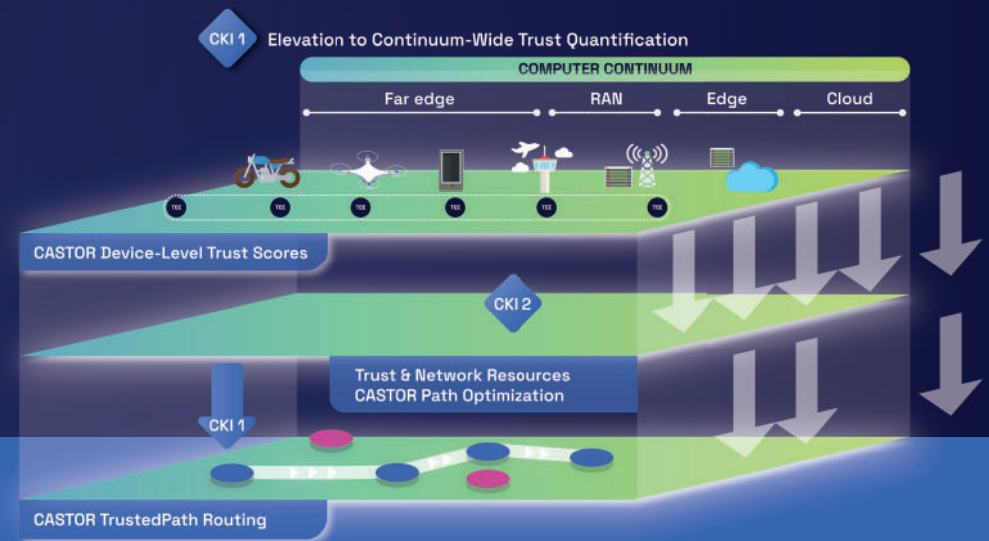 CKI 1
Elevation to Continuum-Wide Trust Quantification
COMPUTER CONTINUUM
Far edge
RAN
Edge
Cloud
TEE
TEE
TEE
TEE
TEE
TEE
CASTOR Device-Level Trust Scores
CKI 2
Trust & Network Resources
CASTOR Path Optimization
CKI 1
CASTOR TrustedPath Routing